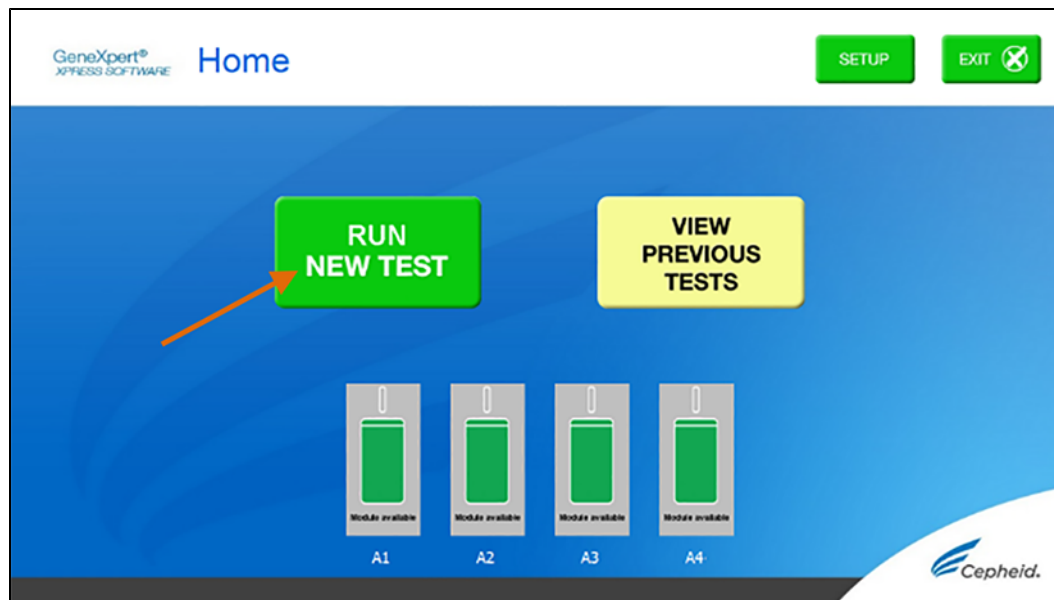 GeneXpert®
XPRESS SOFTWARE
Home
SETUP
EXIT
RUN
NEW TEST
VIEW
PREVIOUS
TESTS
Module available
Module available
Module available
Module available
A1
A2
A3
A4
Cepheid.